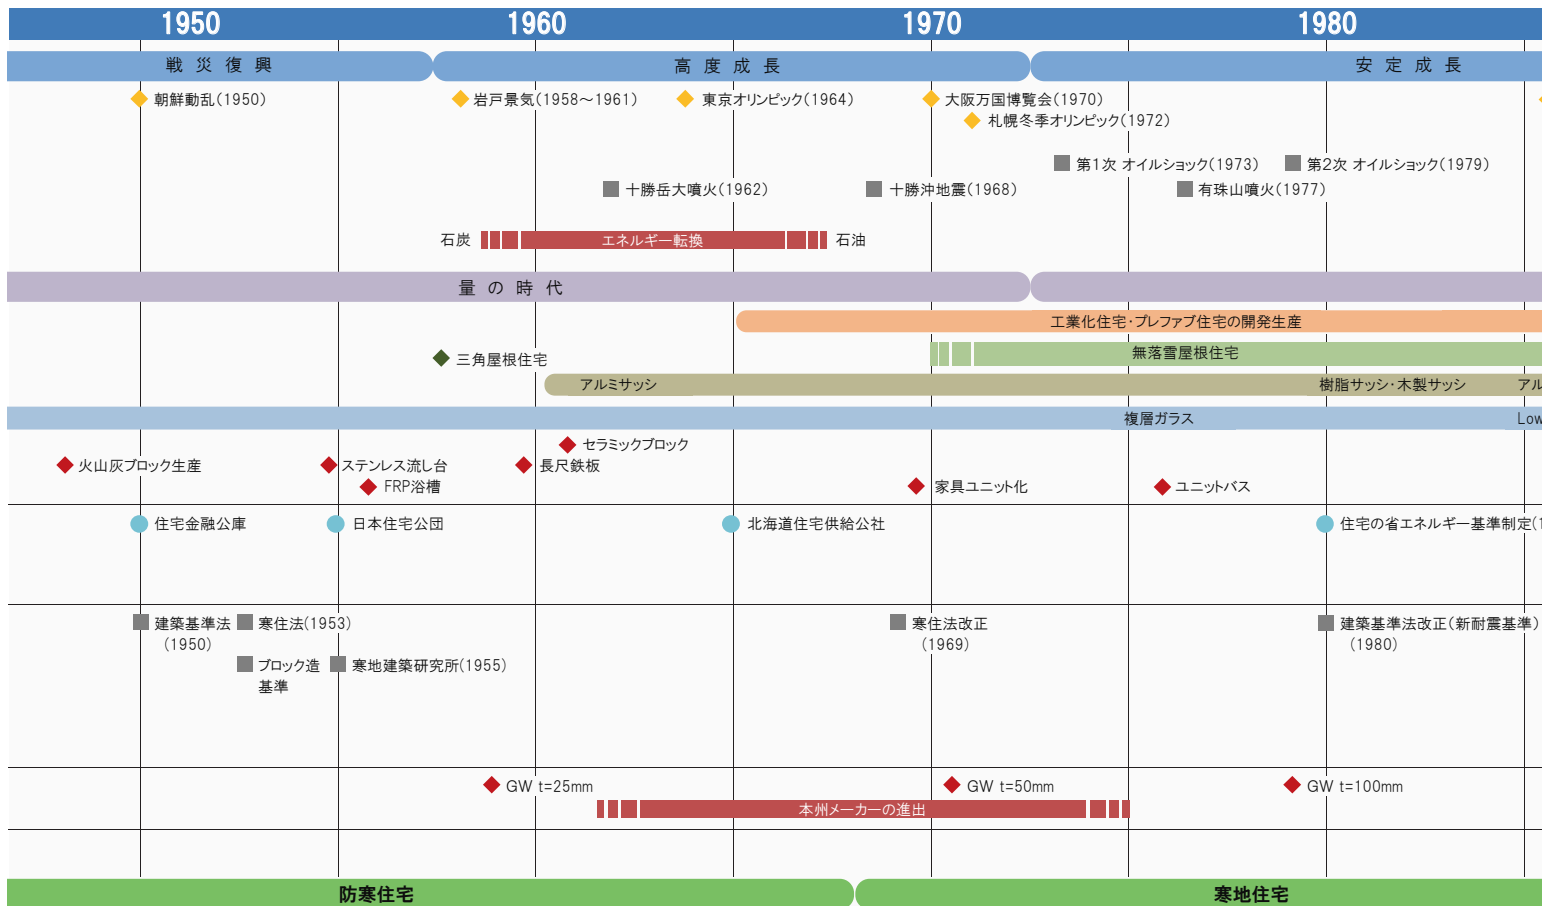 1950 1960 1970 1980
戦災復興 高度成長 安定成長
朝鮮動乱(1950) 岩戸景気(1958～1961) 東京オリンピック(1964) 大阪万国博覧会(1970)
札幌冬季オリンピック(1972)
第1次 オイルショック(1973) 第2次 オイルショック(1979)
十勝岳大噴火(1962) 十勝沖地震(1968) 有珠山噴火(1977)
石炭 エネルギー転換 石油
量の時代
工業化住宅・プレファブ住宅の開発生産
三角屋根住宅 無落雪屋根住宅
アルミサッシ 樹脂サッシ・木製サッシ アル
複層ガラス Low
セラミックブロック
火山灰ブロック生産 ステンレス流し台 長尺鉄板
FRP浴槽 家具ユニット化 ユニットバス
住宅金融公庫 日本住宅公団 北海道住宅供給公社 住宅の省エネルギー基準制定(1
建築基準法 寒住法(1953) 寒住法改正 建築基準法改正(新耐震基準)
(1950) (1969) (1980)
ブロック造 寒地建築研究所(1955)
基準
GW t=25mm GW t=50mm GW t=100mm
本州メーカーの進出
防寒住宅 寒地住宅